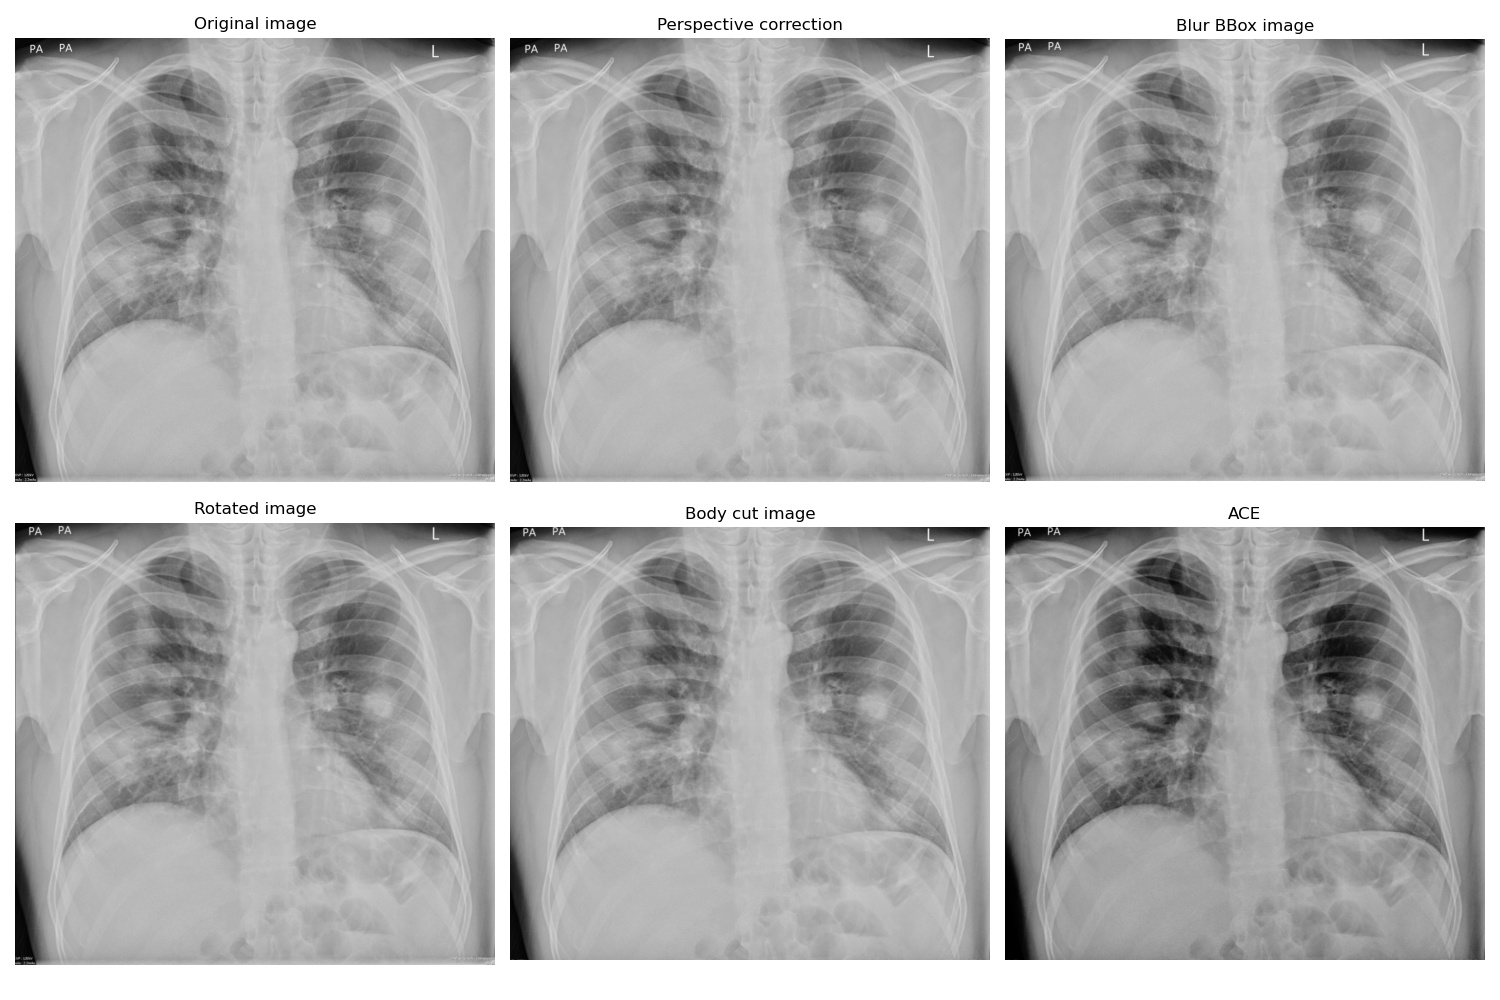 Original image
Perspective correction
Blur BBox image
PA PA L
PA PA L
PA PA L
Rotated image
Body cut image
ACE
PA PA L
PA PA L
PA PA L